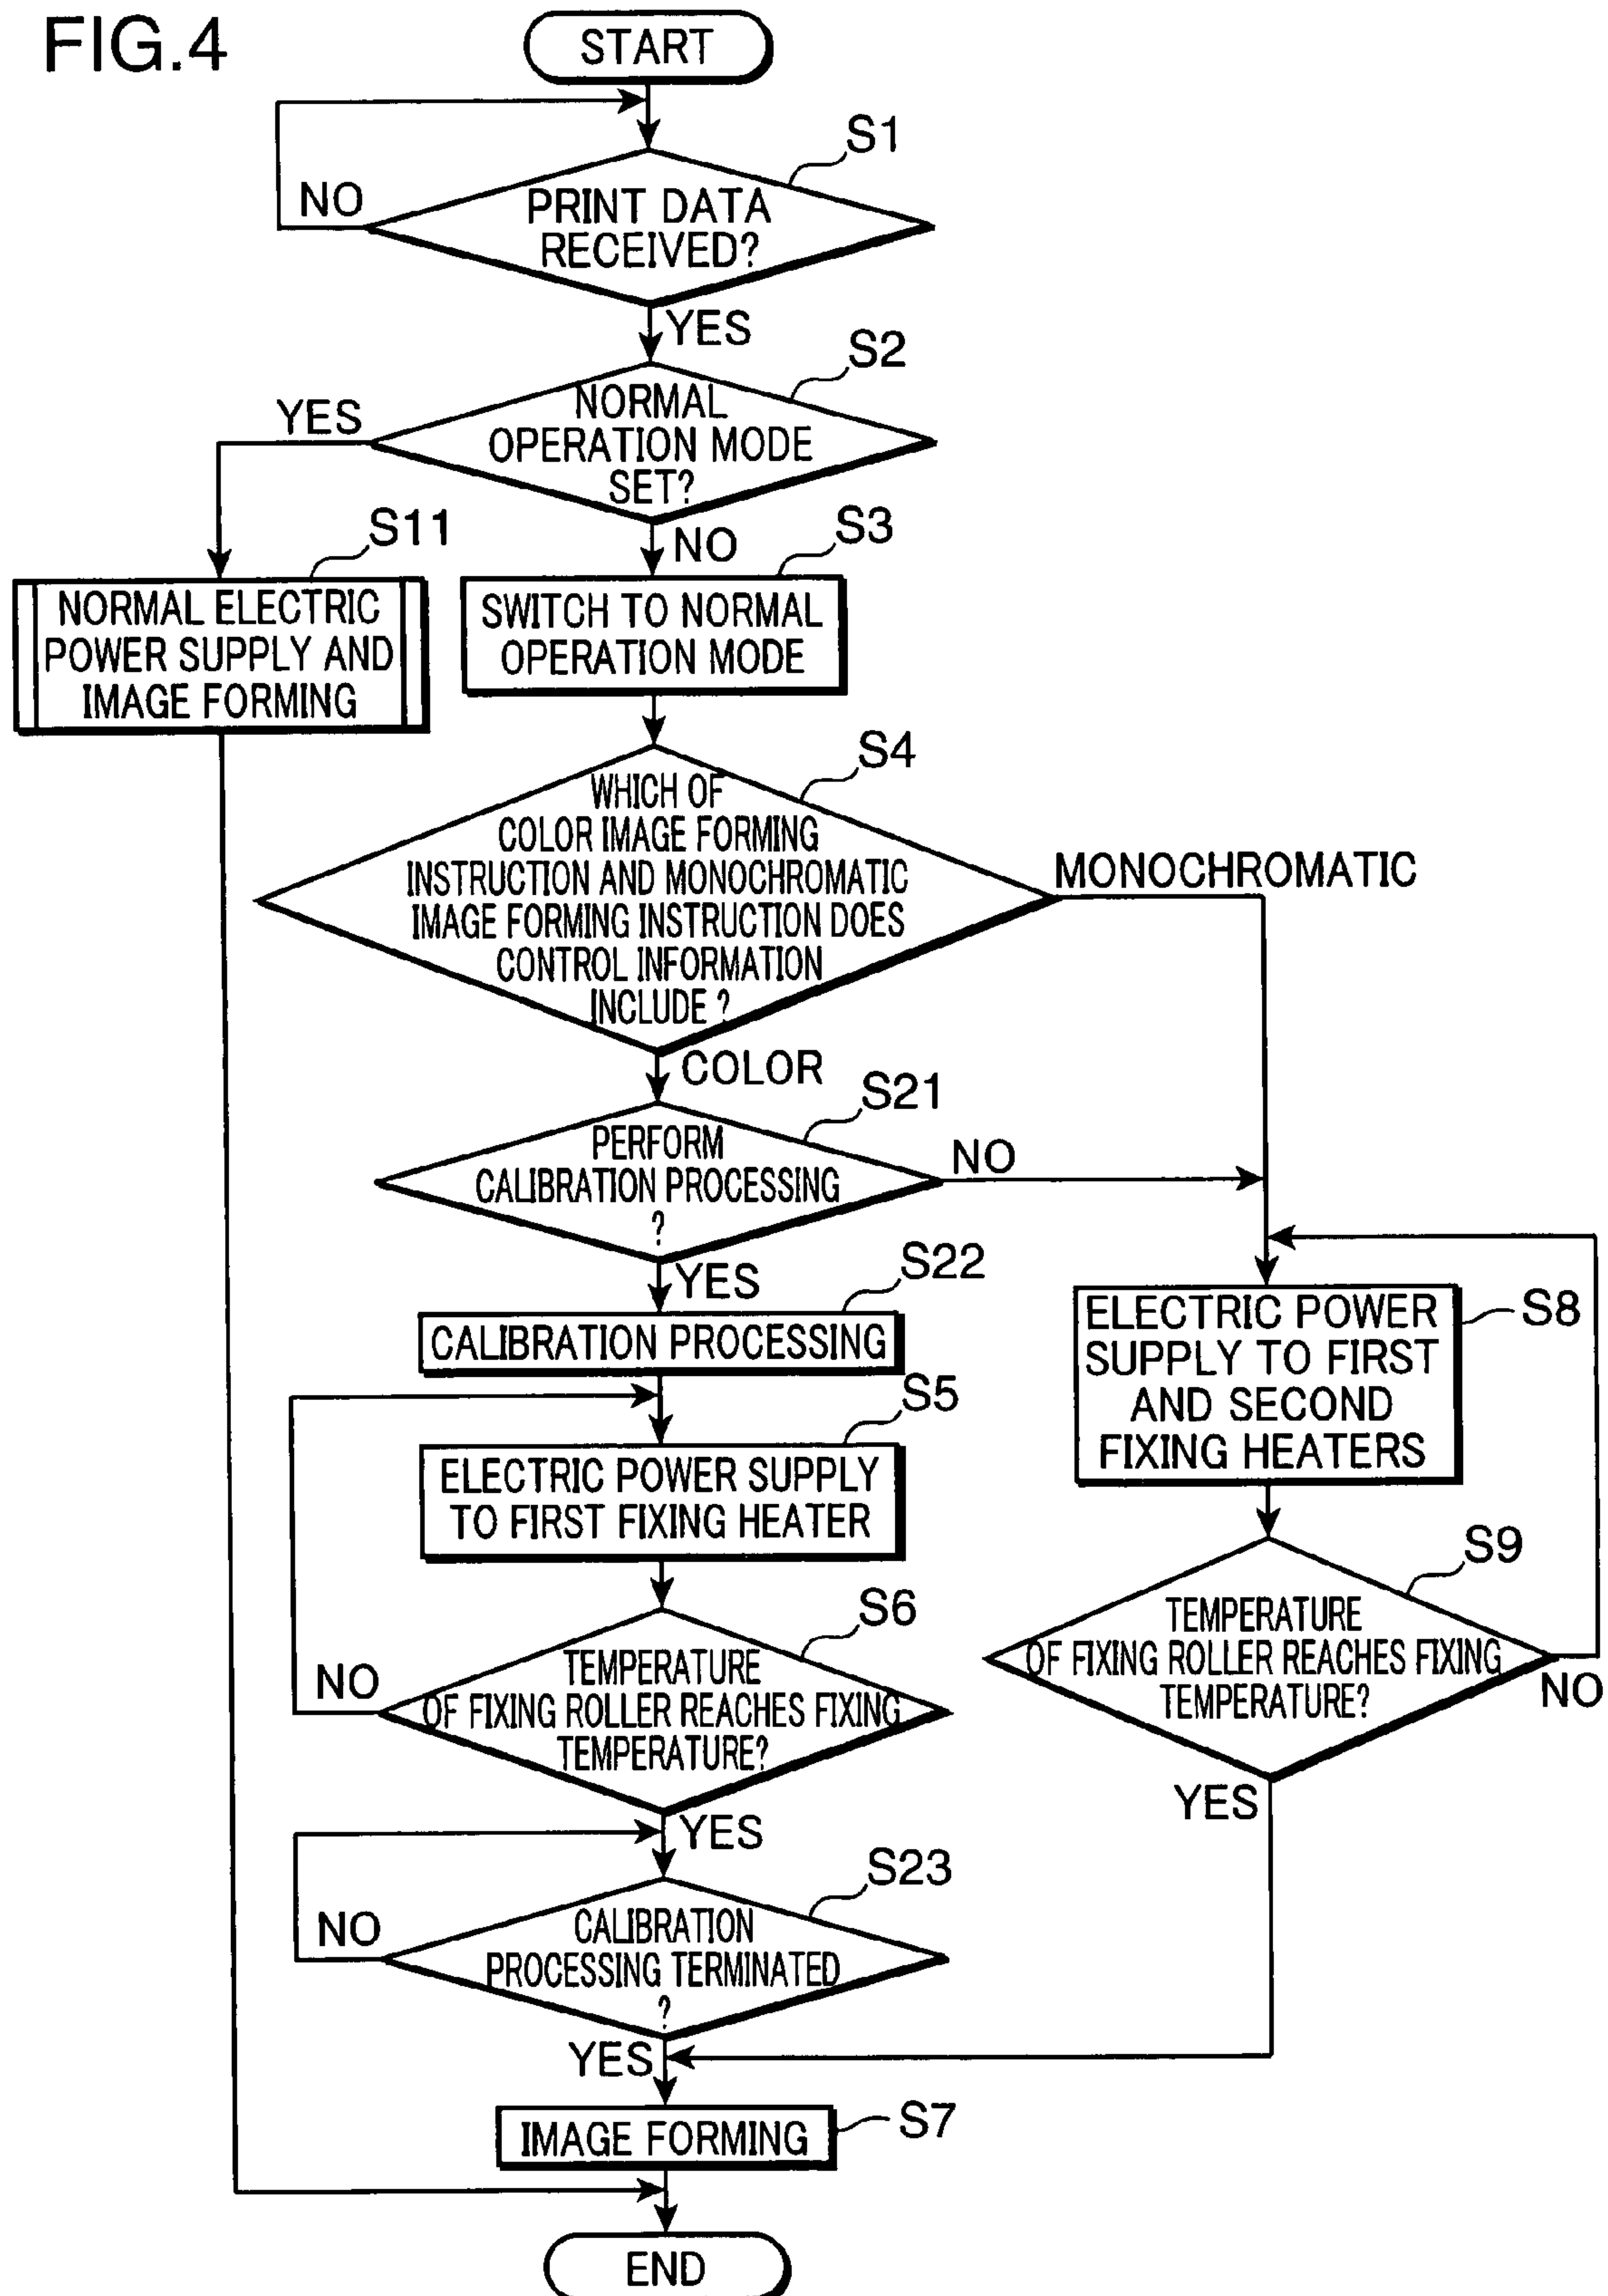 FIG.4
START
S1
NO
PRINT DATA
RECEIVED?
YES
S2
YES
NORMAL
OPERATION MODE
SET?
S11
NO
S3
NORMAL ELECTRIC
POWER SUPPLY AND
IMAGE FORMING
SWITCH TO NORMAL
OPERATION MODE
S4
WHICH OF
COLOR IMAGE FORMING
INSTRUCTION AND MONOCHROMATIC
IMAGE FORMING INSTRUCTION DOES
CONTROL INFORMATION
INCLUDE ?
MONOCHROMATIC
COLOR
S21
PERFORM
CALIBRATION PROCESSING
?
NO
YES
S22
CALIBRATION PROCESSING
S5
ELECTRIC POWER SUPPLY
TO FIRST FIXING HEATER
S8
ELECTRIC POWER
SUPPLY TO FIRST
AND SECOND
FIXING HEATERS
S6
NO
TEMPERATURE
OF FIXING ROLLER REACHES FIXING
TEMPERATURE?
S9
TEMPERATURE
OF FIXING ROLLER REACHES FIXING
TEMPERATURE?
NO
YES
YES
S23
NO
CALIBRATION
PROCESSING TERMINATED
?
YES
IMAGE FORMING
S7
END